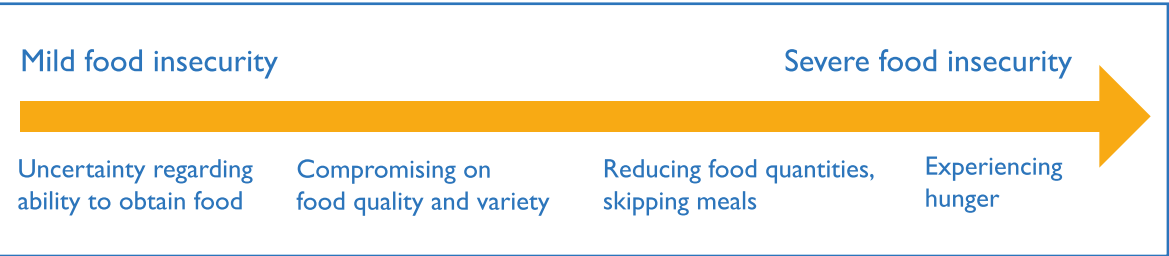 Mild food insecurity
Severe food insecurity
Uncertainty regarding
ability to obtain food
Compromising on
food quality and variety
Reducing food quantities,
skipping meals
Experiencing
hunger